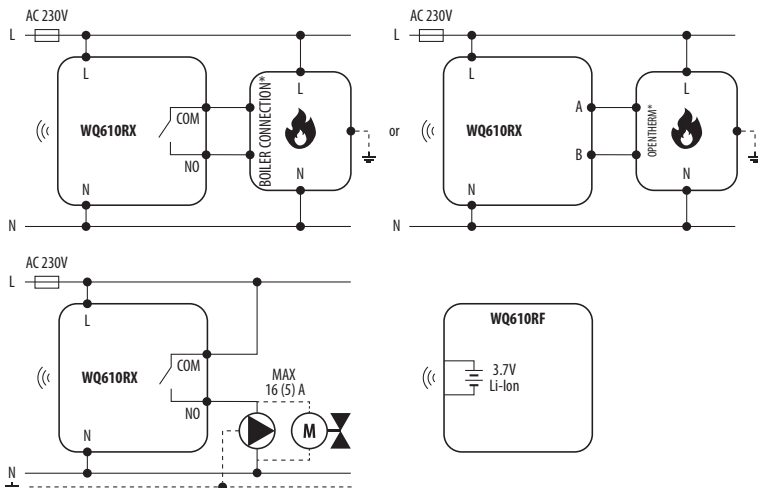 AC 230V
L
L
WQ610RX
COM
NO
N
BOILER CONNECTION*
L
N
N
or
AC 230V
L
L
WQ610RX
A
B
N
OPENTHERM*
L
N
N
AC 230V
L
L
WQ610RX
COM
NO
N
MAX
16 (5) A
M
N
WQ610RF
3.7V
Li-Ion